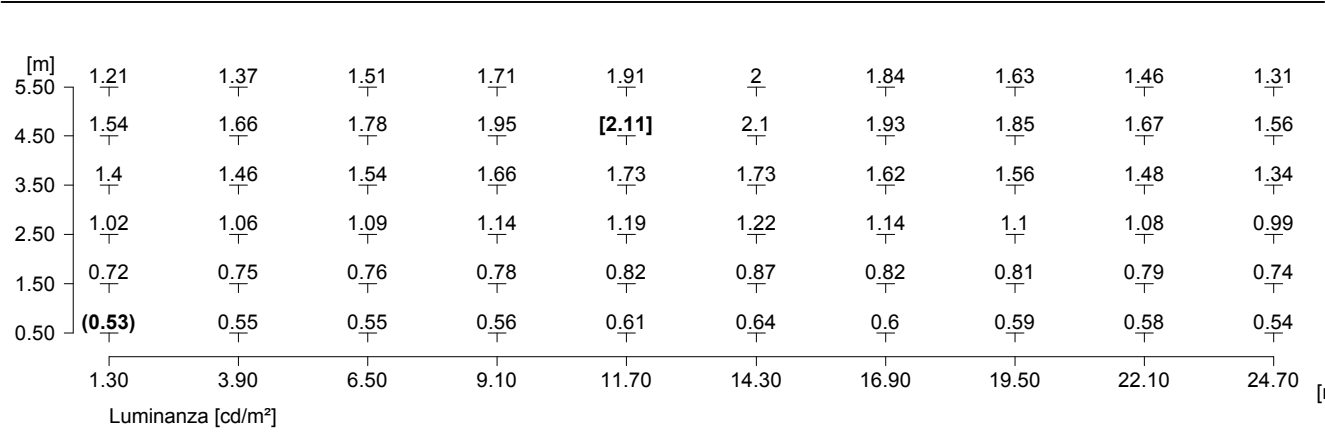 [m]
5.50 1.21 1.37 1.51 1.71 1.91 2 1.84 1.63 1.46 1.31
4.50 1.54 1.66 1.78 1.95 [2.11] 2.1 1.93 1.85 1.67 1.56
3.50 1.4 1.46 1.54 1.66 1.73 1.73 1.62 1.56 1.48 1.34
2.50 1.02 1.06 1.09 1.14 1.19 1.22 1.14 1.1 1.08 0.99
1.50 0.72 0.75 0.76 0.78 0.82 0.87 0.82 0.81 0.79 0.74
0.50 (0.53) 0.55 0.55 0.56 0.61 0.64 0.6 0.59 0.58 0.54
1.30 3.90 6.50 9.10 11.70 14.30 16.90 19.50 22.10 24.70
Luminanza [cd/m²]